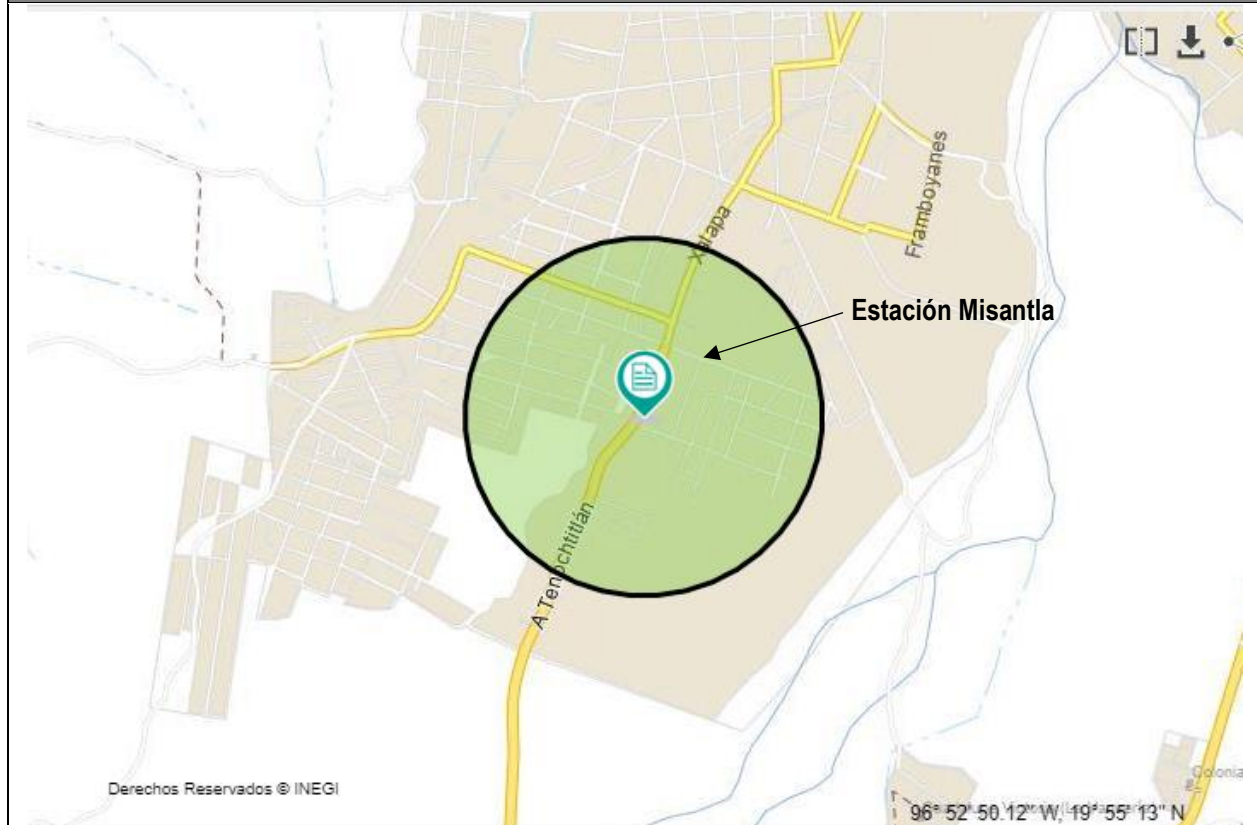 Xalapa
Framboyanes
Estación Misantla
A Tenochtitlán
Derechos Reservados © INEGI
Colonia
96° 52' 50.12" W, 19° 55' 13" N